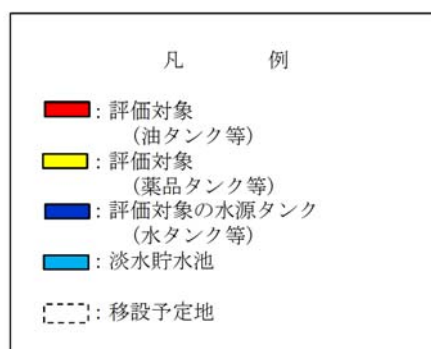 凡　例
：評価対象
（油タンク等）
：評価対象
（薬品タンク等）
：評価対象の水源タンク
（水タンク等）
：淡水貯水池
：移設予定地